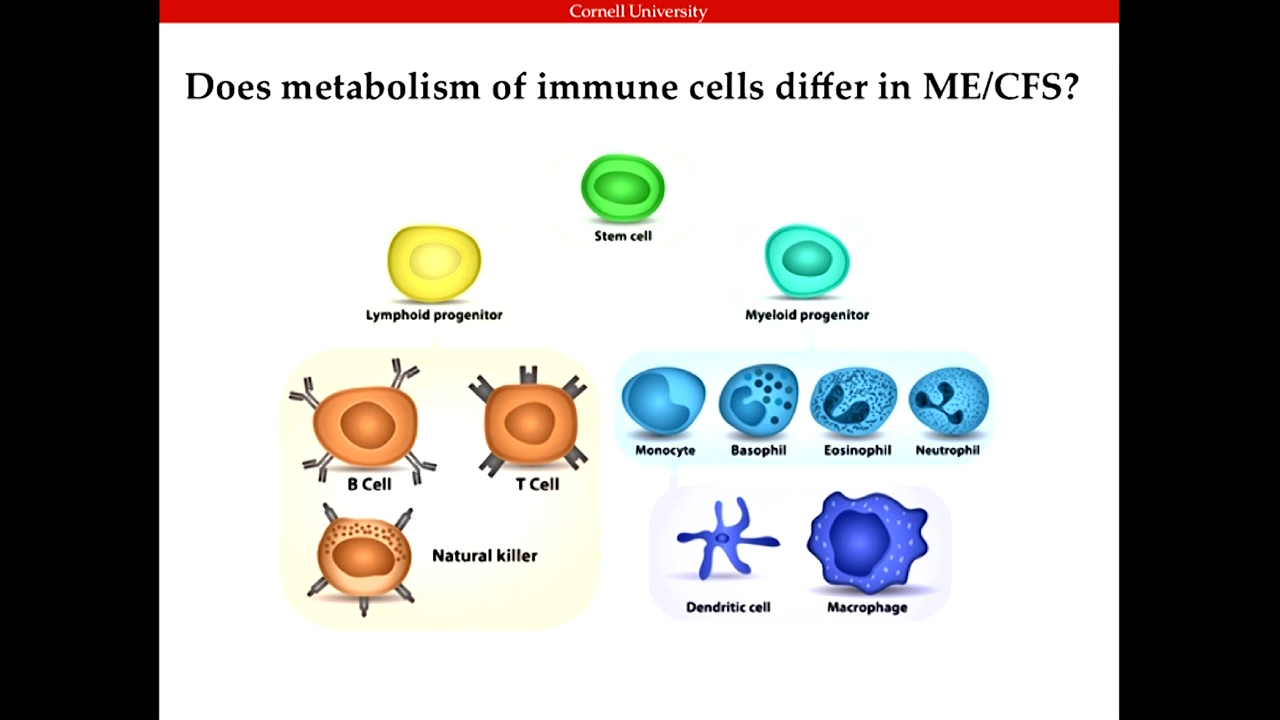 Cornell University
Does metabolism of immune cells differ in ME/CFS?
Stem cell
Lymphoid progenitor
Myeloid progenitor
B Cell
T Cell
Natural killer
Monocyte
Basophil
Eosinophil
Neutrophil
Dendritic cell
Macrophage